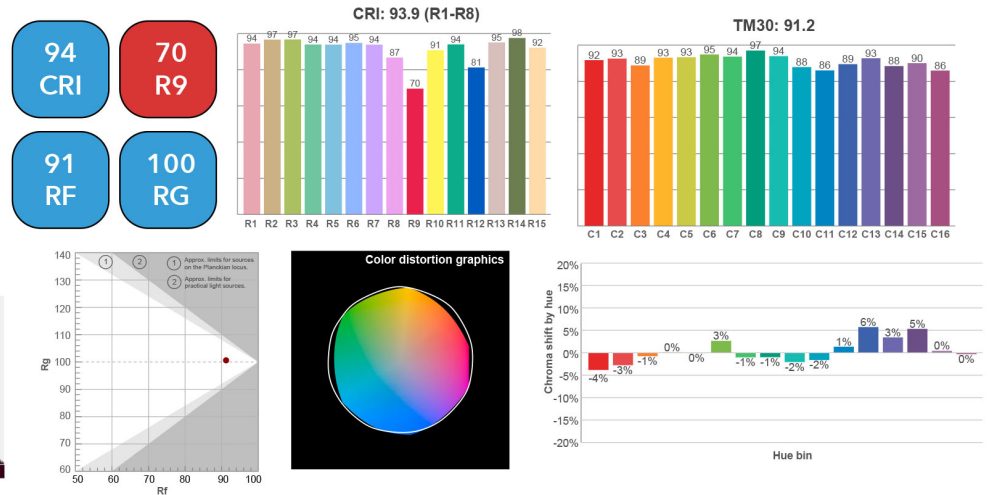 94
CRI
70
R9
91
RF
100
RG
CRI: 93.9 (R1-R8)
94 97 97 94 94 95 94 87 70 91 94 81 95 98 92
R1 R2 R3 R4 R5 R6 R7 R8 R9 R10 R11 R12 R13 R14 R15
TM30: 91.2
92 93 89 93 93 95 94 97 94 88 86 89 93 88 90 86
C1 C2 C3 C4 C5 C6 C7 C8 C9 C10 C11 C12 C13 C14 C15 C16
140
130
120
110
100
90
80
70
60
Rg
50 60 70 80 90 100
Rf
1
2
1 Approx. limits for sources
on the Planckian locus.
2 Approx. limits for
practical light sources.
Color distortion graphics
Chroma shift by hue
20%
15%
10%
5%
0%
-5%
-10%
-15%
-20%
-4% -3% -1% 0% 0% 3% -1% -1% -2% -2% 1% 6% 3% 5% 0% 0%
Hue bin